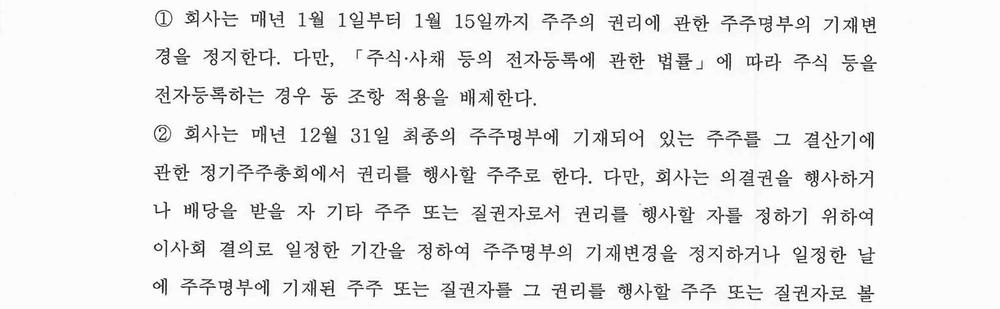 ① 회사는 매년 1월 1일부터 1월 15일까지 주주의 권리에 관한 주주명부의 기재변
경을 정지한다. 다만, 「주식·사채 등의 전자등록에 관한 법률」에 따라 주식 등을
전자등록하는 경우 동 조항 적용을 배제한다.
② 회사는 매년 12월 31일 최종의 주주명부에 기재되어 있는 주주를 그 결산기에
관한 정기주주총회에서 권리를 행사할 주주로 한다. 다만, 회사는 의결권을 행사하거
나 배당을 받을 자 기타 주주 또는 질권자로서 권리를 행사할 자를 정하기 위하여
이사회 결의로 일정한 기간을 정하여 주주명부의 기재변경을 정지하거나 일정한 날
에 주주명부에 기재된 주주 또는 질권자를 그 권리를 행사할 주주 또는 질권자로 볼